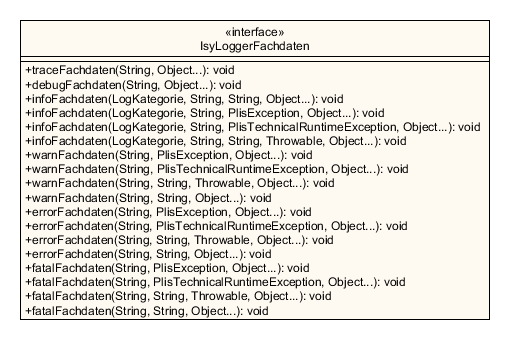 «interface»
IsyLoggerFachdaten
+traceFachdaten(String, Object...): void
+debugFachdaten(String, Object...): void
+infoFachdaten(LogKategorie, String, String, Object...): void
+infoFachdaten(LogKategorie, String, PlisException, Object...): void
+infoFachdaten(LogKategorie, String, PlisTechnicalRuntimeException, Object...): void
+infoFachdaten(LogKategorie, String, String, Throwable, Object...): void
+warnFachdaten(String, PlisException, Object...): void
+warnFachdaten(String, PlisTechnicalRuntimeException, Object...): void
+warnFachdaten(String, String, Throwable, Object...): void
+warnFachdaten(String, String, Object...): void
+errorFachdaten(String, PlisException, Object...): void
+errorFachdaten(String, PlisTechnicalRuntimeException, Object...): void
+errorFachdaten(String, String, Throwable, Object...): void
+errorFachdaten(String, String, Object...): void
+fatalFachdaten(String, PlisException, Object...): void
+fatalFachdaten(String, PlisTechnicalRuntimeException, Object...): void
+fatalFachdaten(String, String, Throwable, Object...): void
+fatalFachdaten(String, String, Object...): void